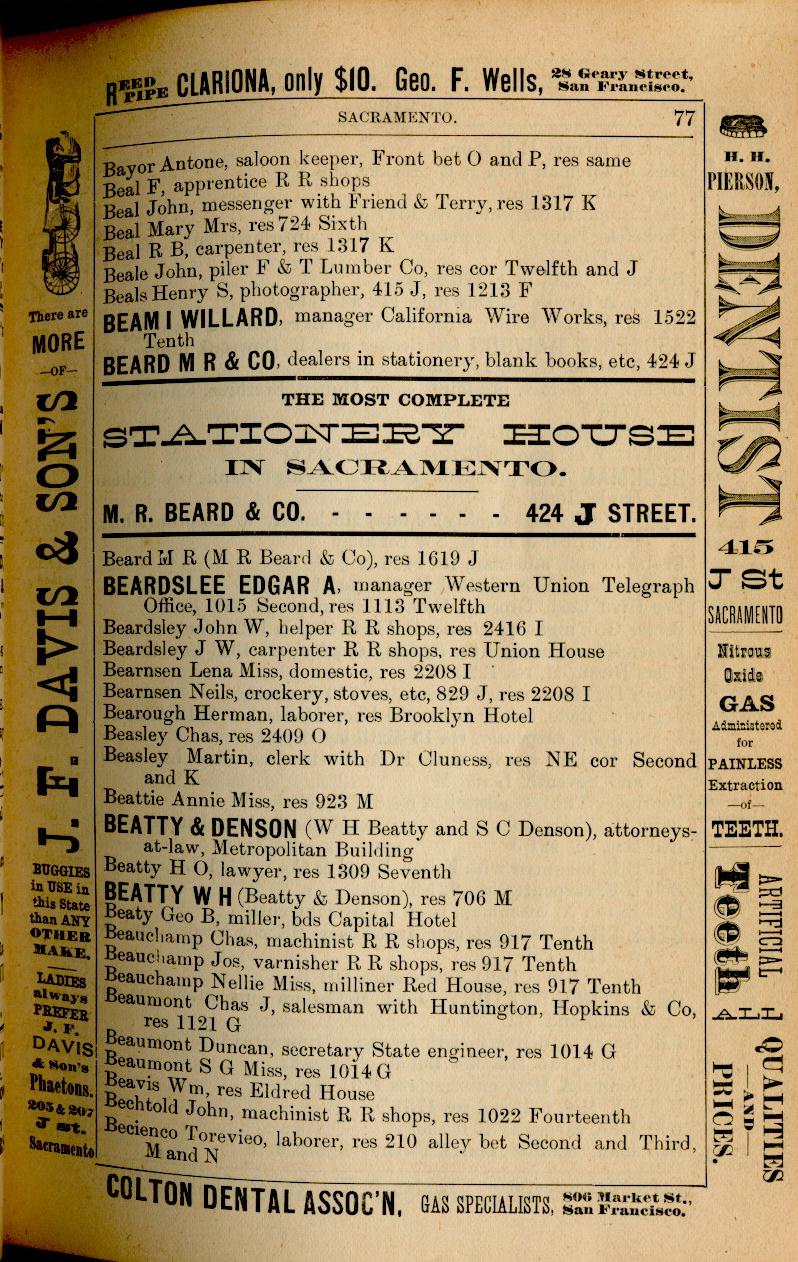 REED PIPE CLARIONA, only $10. Geo. F. Wells, 28 Geary Street, San Francisco.
SACRAMENTO. 77
Bayor Antone, saloon keeper, Front bet O and P, res same
Beal F, apprentice R R shops
Beal John, messenger with Friend & Terry, res 1317 K
Beal Mary Mrs, res 724 Sixth
Beal R B, carpenter, res 1317 K
Beale John, piler F & T Lumber Co, res cor Twelfth and J
Beals Henry S, photographer, 415 J, res 1213 F
BEAM I WILLARD, manager California Wire Works, res 1522
Tenth
BEARD M R & CO, dealers in stationery, blank books, etc, 424 J
THE MOST COMPLETE
STATIONERY HOUSE
IN SACRAMENTO.
M. R. BEARD & CO. - - - - - - 424 J STREET.
Beard M R (M R Beard & Co), res 1619 J
BEARDSLEE EDGAR A, manager Western Union Telegraph
Office, 1015 Second, res 1113 Twelfth
Beardsley John W, helper R R shops, res 2416 I
Beardsley J W, carpenter R R shops, res Union House
Bearnsen Lena Miss, domestic, res 2208 I
Bearnsen Neils, crockery, stoves, etc, 829 J, res 2208 I
Bearough Herman, laborer, res Brooklyn Hotel
Beasley Chas, res 2409 O
Beasley Martin, clerk with Dr Cluness, res NE cor Second
and K
Beattie Annie Miss, res 923 M
BEATTY & DENSON (W H Beatty and S C Denson), attorneys-
at-law, Metropolitan Building
Beatty H O, lawyer, res 1309 Seventh
BEATTY W H (Beatty & Denson), res 706 M
Beaty Geo B, miller, bds Capital Hotel
Beauchamp Chas, machinist R R shops, res 917 Tenth
Beauchamp Jos, varnisher R R shops, res 917 Tenth
Beauchamp Nellie Miss, milliner Red House, res 917 Tenth
Beaumont Chas J, salesman with Huntington, Hopkins & Co,
res 1121 G
Beaumont Duncan, secretary State engineer, res 1014 G
Beaumont S G Miss, res 1014 G
Beavis Wm, res Eldred House
Bechtold John, machinist R R shops, res 1022 Fourteenth
Becienco Torevieo, laborer, res 210 alley bet Second and Third,
M and N
COLTON DENTAL ASSOC'N, GAS SPECIALISTS, 806 Market St., San Francisco.
There are
MORE
—OF—
J. F. DAVIS & SON'S
BUGGIES
in USE in
this State
than ANY
OTHER
MAKE.
LADIES
always
PREFER
J. F.
DAVIS
& Son's
Phaetons.
205 & 207
J st.
Sacramento
H. H.
PIERSON,
DENTIST
415
J St
SACRAMENTO
Nitrous
Oxide
GAS
Administered
for
PAINLESS
Extraction
—of—
TEETH.
ARTIFICIAL
Teeth
ALL
QUALITIES
—AND—
PRICES.